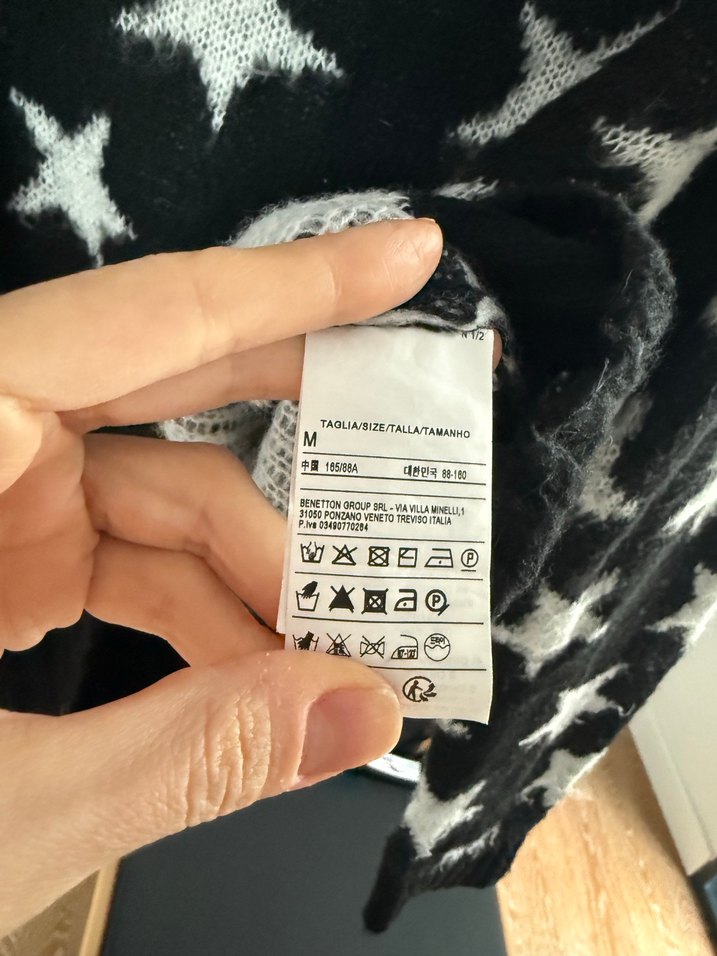 N 1/2
TAGLIA/SIZE/TALLA/TAMANHO
M
中國 165/88A 대한민국 88-160
BENETTON GROUP SRL - VIA VILLA MINELLI,1
31050 PONZANO VENETO TREVISO ITALIA
P.Iva 03490770264
P
P